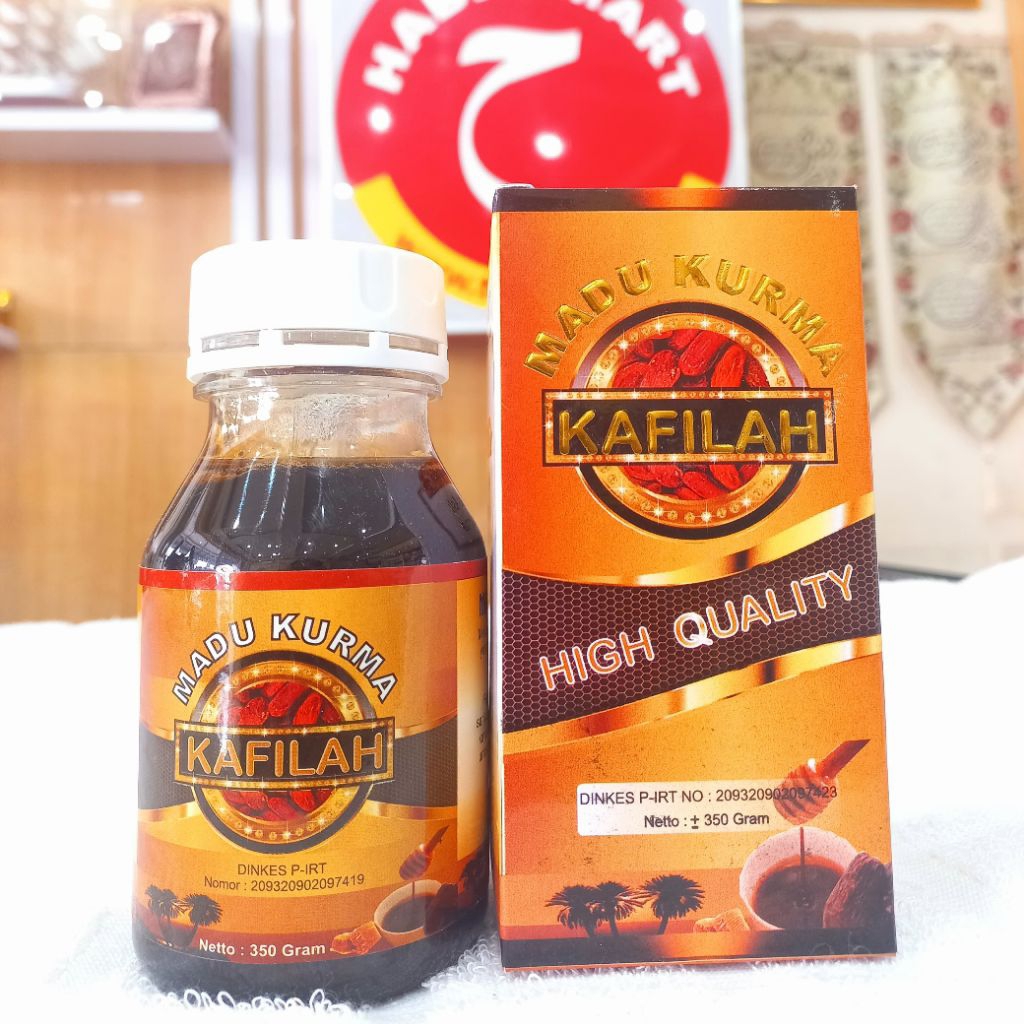 MART
ح
MADU KURMA
KAFILAH
HIGH QUALITY
DINKES P-IRT NO : 209320902097423
Netto : ± 350 Gram
MADU KURMA
KAFILAH
DINKES P-IRT
Nomor : 209320902097419
Netto : 350 Gram